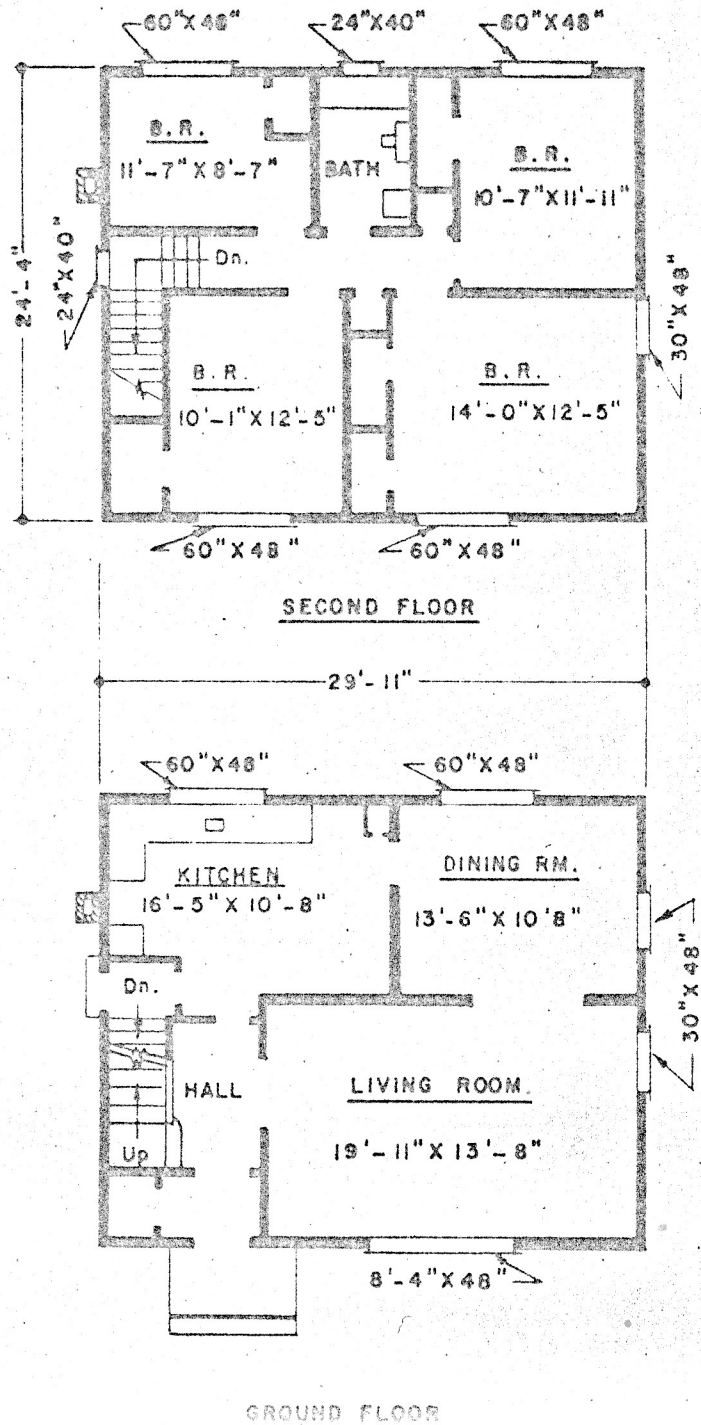 60"X48"
24"X40"
60"X48"
B.R.
11'-7"X8'-7"
BATH
B.R.
10'-7"X11'-11"
24'-4"
24"X40"
Dn.
30"X48"
B.R.
10'-1"X12'-5"
B.R.
14'-0"X12'-5"
60"X48"
60"X48"
SECOND FLOOR
29'-11"
60"X48"
60"X48"
KITCHEN
16'-5"X10'-8"
DINING RM.
13'-6"X10'8"
30"X48"
Dn.
HALL
LIVING ROOM.
19'-11"X13'-8"
Up
8'-4"X48"
GROUND FLOOR